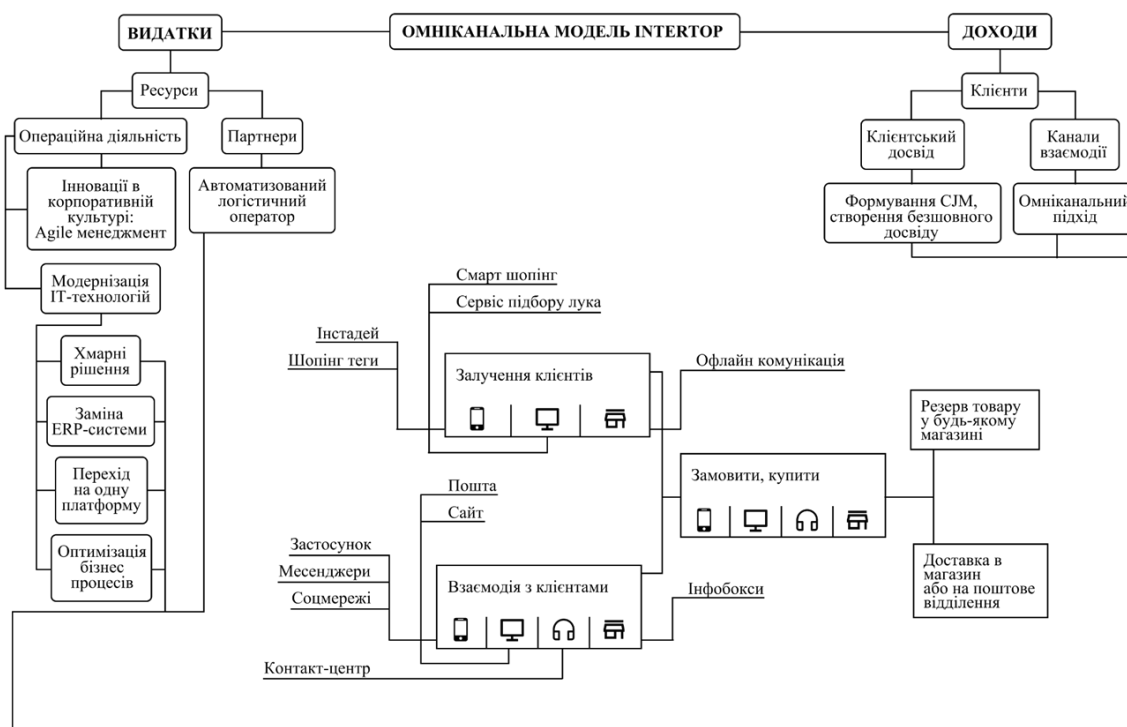 ВИДАТКИ
ОМНІКАНАЛЬНА МОДЕЛЬ INTERTOP
ДОХОДИ
Ресурси
Клієнти
Операційна діяльність
Партнери
Клієнтський
досвід
Канали
взаємодії
Інновації в
корпоративній
культурі:
Agile менеджмент
Автоматизований
логістичний
оператор
Формування CJM,
створення безшовного
досвіду
Омніканальний
підхід
Модернізація
ІТ-технологій
Хмарні
рішення
Заміна
ERP-системи
Перехід
на одну
платформу
Оптимізація
бізнес
процесів
Смарт шопінг
Сервіс підбору лука
Інстадей
Шопінг теги
Залучення клієнтів
Офлайн комунікація
Замовити, купити
Резерв товару
у будь-якому
магазині
Доставка в
магазин
або на поштове
відділення
Пошта
Сайт
Застосунок
Месенджери
Соцмережі
Взаємодія з клієнтами
Інфобокси
Контакт-центр